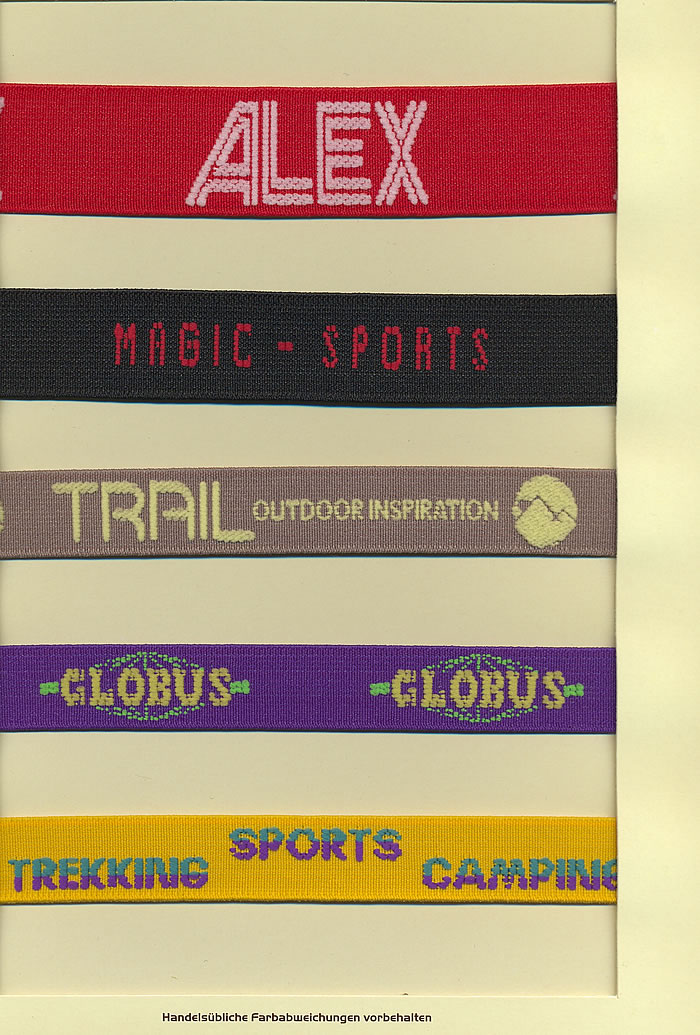 ALEX
MAGIC - SPORTS
TRAIL OUTDOOR INSPIRATION
GLOBUS GLOBUS
TREKKING SPORTS CAMPING
Handelsübliche Farbabweichungen vorbehalten